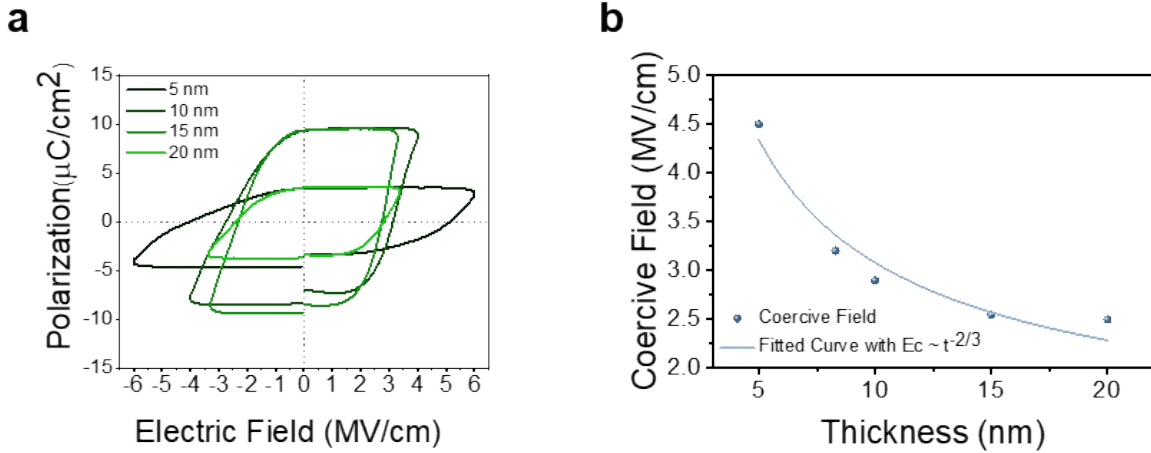 a
15
10
5
0
-5
-10
-15
Polarization(μC/cm²)
5 nm
10 nm
15 nm
20 nm
-6 -5 -4 -3 -2 -1 0 1 2 3 4 5 6
Electric Field (MV/cm)
b
5.0
4.5
4.0
3.5
3.0
2.5
2.0
Coercive Field (MV/cm)
Coercive Field
Fitted Curve with Ec ~ t^-2/3
5 10 15 20
Thickness (nm)